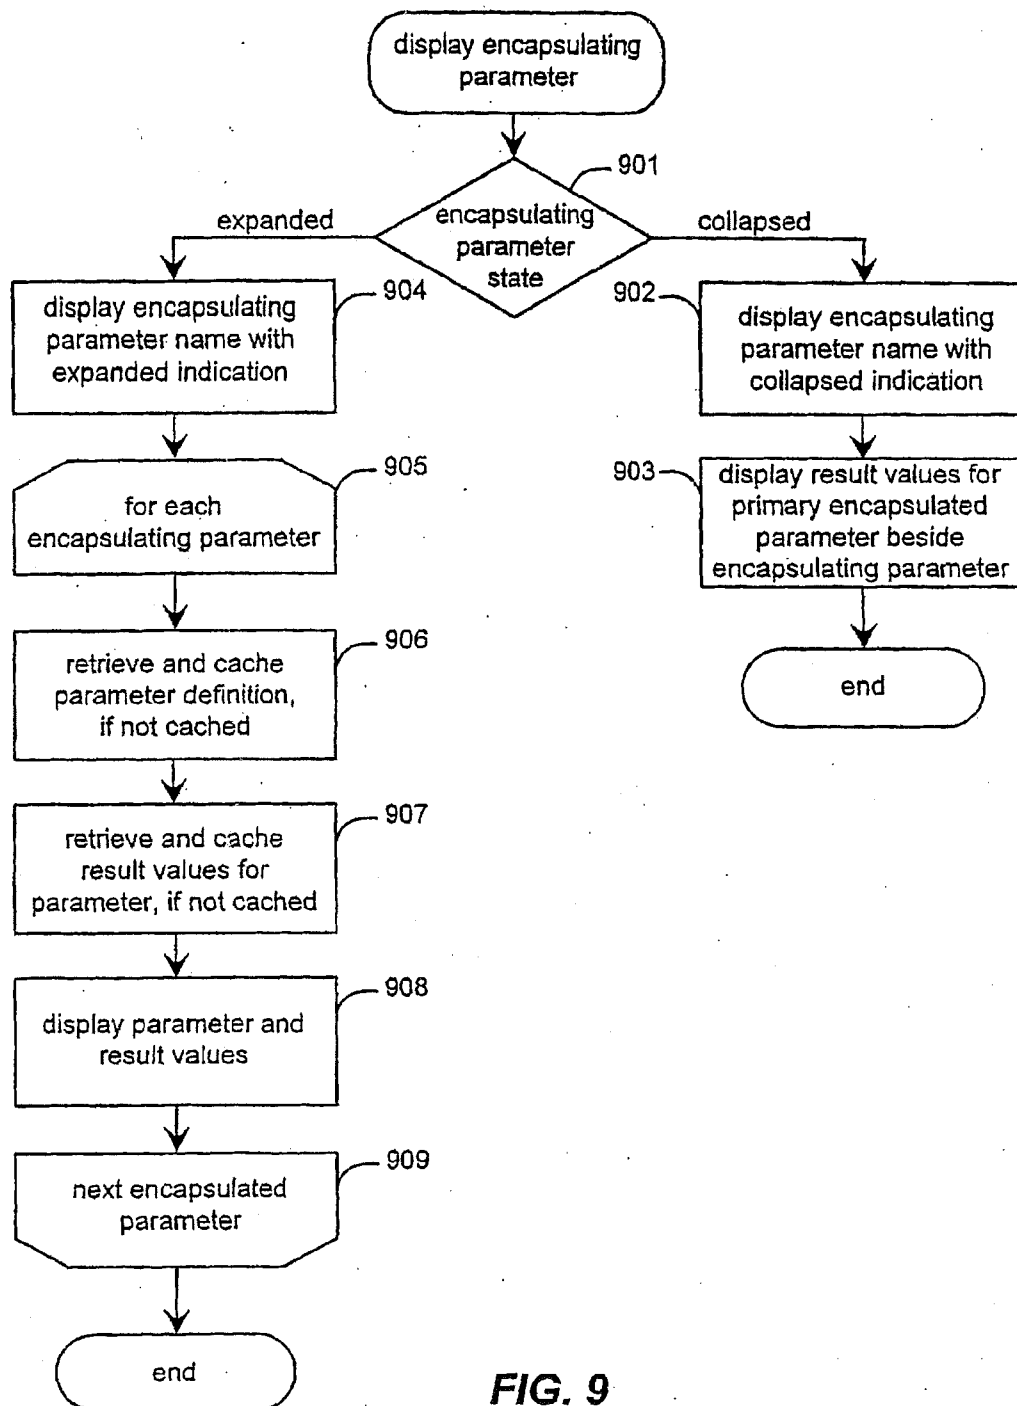 display encapsulating
parameter
901
encapsulating
parameter
state
expanded
collapsed
904
display encapsulating
parameter name with
expanded indication
905
for each
encapsulating parameter
906
retrieve and cache
parameter definition,
if not cached
907
retrieve and cache
result values for
parameter, if not cached
908
display parameter and
result values
909
next encapsulated
parameter
end
902
display encapsulating
parameter name with
collapsed indication
903
display result values for
primary encapsulated
parameter beside
encapsulating parameter
end
FIG. 9